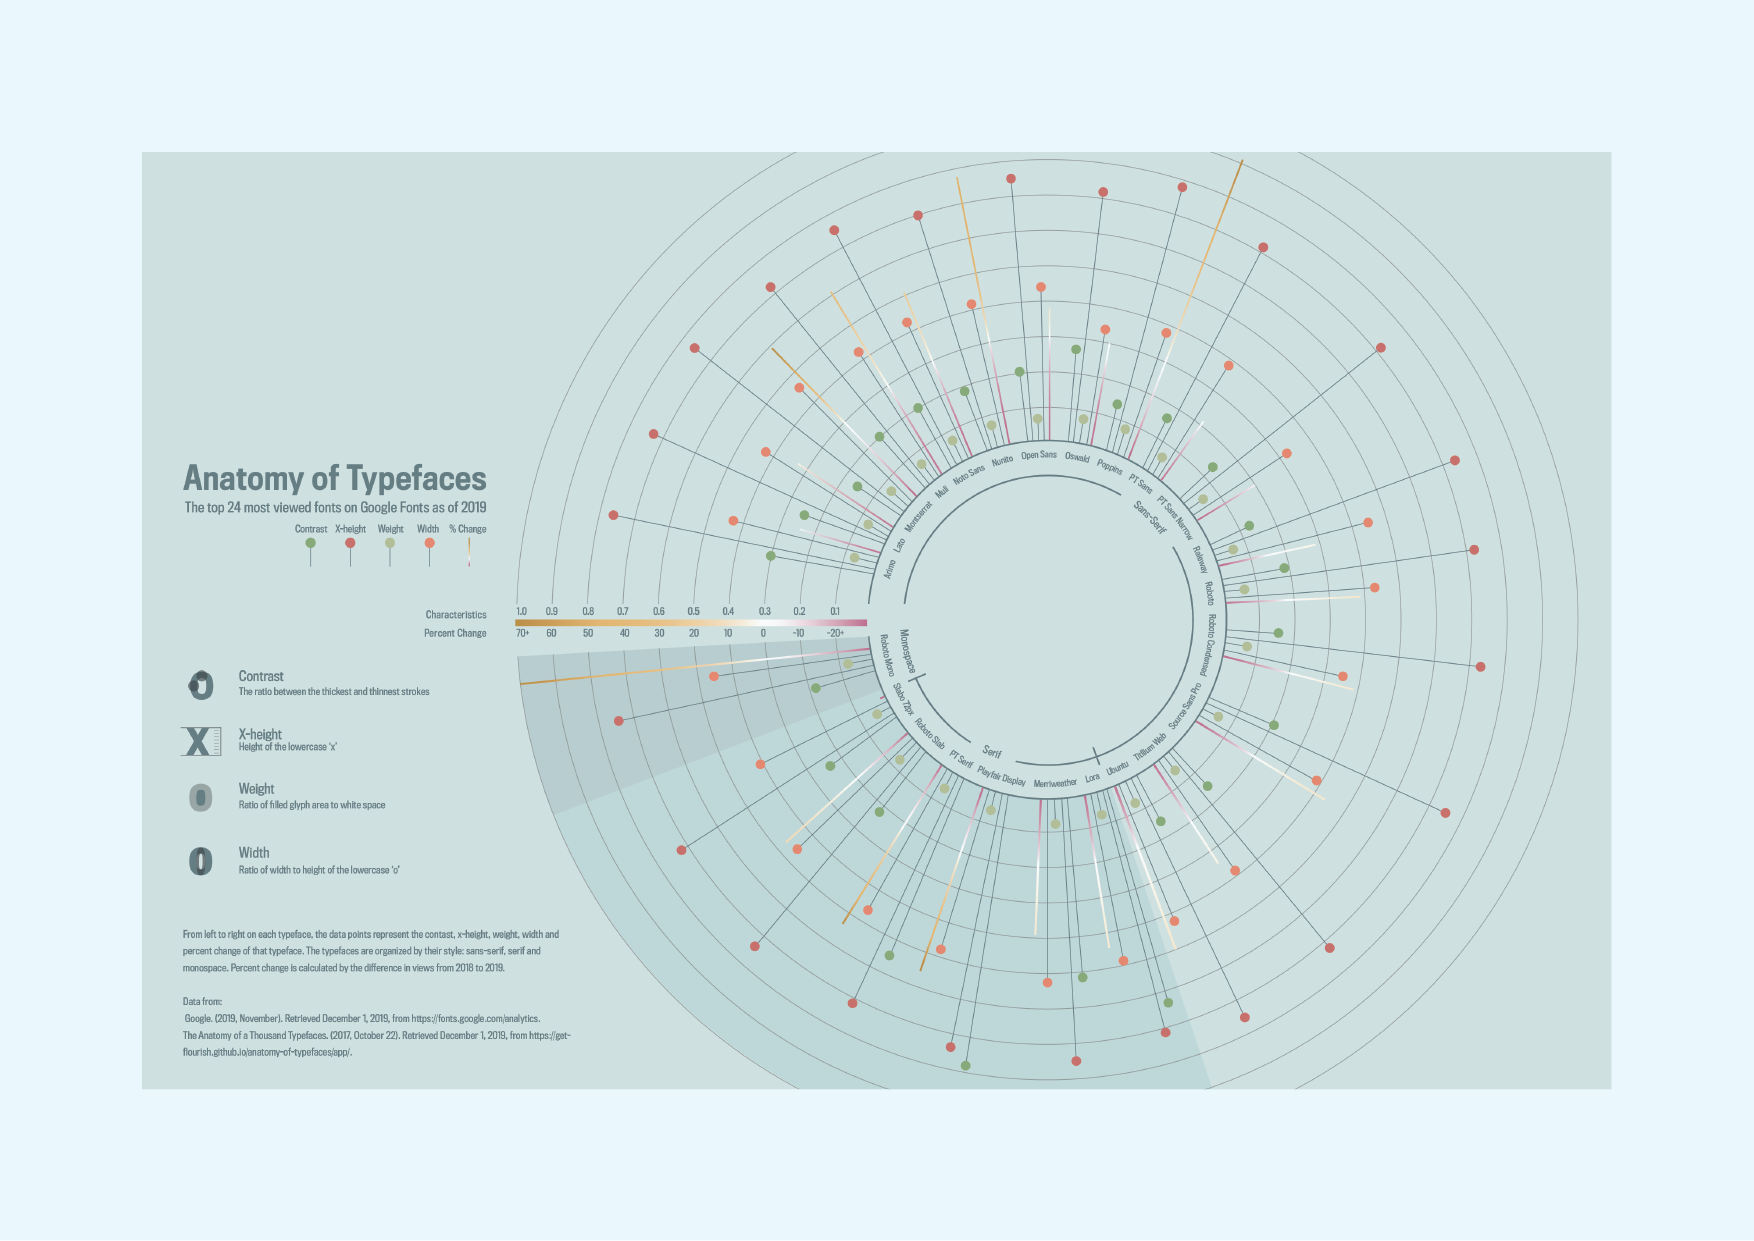 Anatomy of Typefaces
The top 24 most viewed fonts on Google Fonts as of 2019
Contrast X-height Weight Width % Change
Characteristics 1.0 0.9 0.8 0.7 0.6 0.5 0.4 0.3 0.2 0.1
Percent Change 70+ 60 50 40 30 20 10 0 -10 -20+
Contrast
The ratio between the thickest and thinnest strokes
X-height
Height of the lowercase 'x'
Weight
Ratio of filled glyph area to white space
Width
Ratio of width to height of the lowercase 'o'
From left to right on each typeface, the data points represent the contast, x-height, weight, width and
percent change of that typeface. The typefaces are organized by their style: sans-serif, serif and
monospace. Percent change is calculated by the difference in views from 2018 to 2019.
Data from:
Google. (2019, November). Retrieved December 1, 2019, from https://fonts.google.com/analytics.
The Anatomy of a Thousand Typefaces. (2017, October 22). Retrieved December 1, 2019, from https://get-
flourish.github.io/anatomy-of-typefaces/app/.
Arimo
Lato
Montserrat
Muli
Noto Sans
Nunito
Open Sans
Oswald
Poppins
PT Sans
PT Sans Narrow
Raleway
Roboto
Roboto Condensed
Source Sans Pro
Titillium Web
Ubuntu
Lora
Merriweather
Playfair Display
PT Serif
Roboto Slab
Slabo 72px
Roboto Mono
Sans-Serif
Serif
Monospace